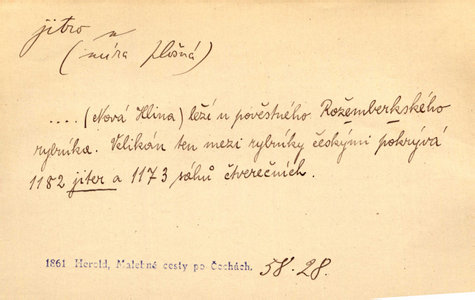 jitro n
(míra plošná)
.... (Nová Hlína) leží u pověstného Rožemberkského
rybníka. Velikán ten mezi rybníky českými pokrývá
1182 jiter a 1173 sáhů čtverečních.
1861 Herold, Malebné cesty po Čechách. 58.28.